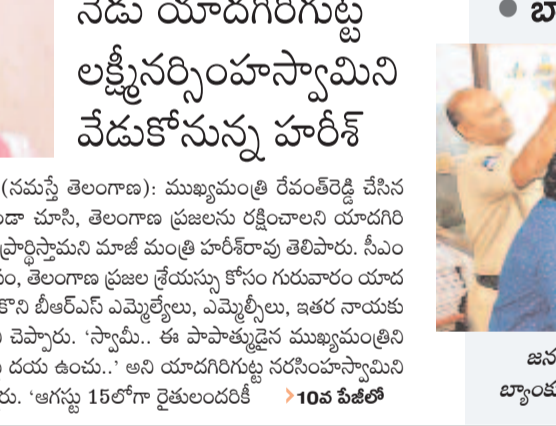 నేడు యాదగిరిగుట్ట
లక్ష్మీనర్సింహస్వామిని
వేడుకోనున్న హరీశ్
(నమస్తే తెలంగాణ): ముఖ్యమంత్రి రేవంత్‌రెడ్డి చేసిన
చూసి, తెలంగాణ ప్రజలను రక్షించాలని యాదగిరి
ప్రార్థిస్తామని మాజీ మంత్రి హరీశ్‌రావు తెలిపారు. సీఎం
తెలంగాణ ప్రజల శ్రేయస్సు కోసం గురువారం యాద
బీఆర్‌ఎస్ ఎమ్మెల్యేలు, ఎమ్మెల్సీలు, ఇతర నాయకు
చెప్పారు. ‘స్వామీ.. ఈ పాపాత్ముడైన ముఖ్యమంత్రిని
దయ ఉంచు..’ అని యాదగిరిగుట్ట నరసింహస్వామిని
‘ఆగస్టు 15లోగా రైతులందరికీ
10వ పేజీలో
జన
బ్యాంకు